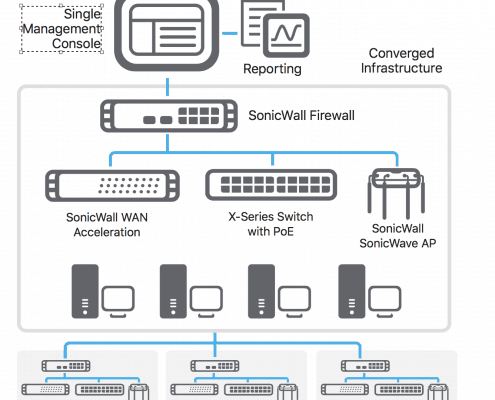 Single
Management
Console
Reporting
Converged
Infrastructure
SonicWall Firewall
SonicWall WAN
Acceleration
X-Series Switch
with PoE
SonicWall
SonicWave AP